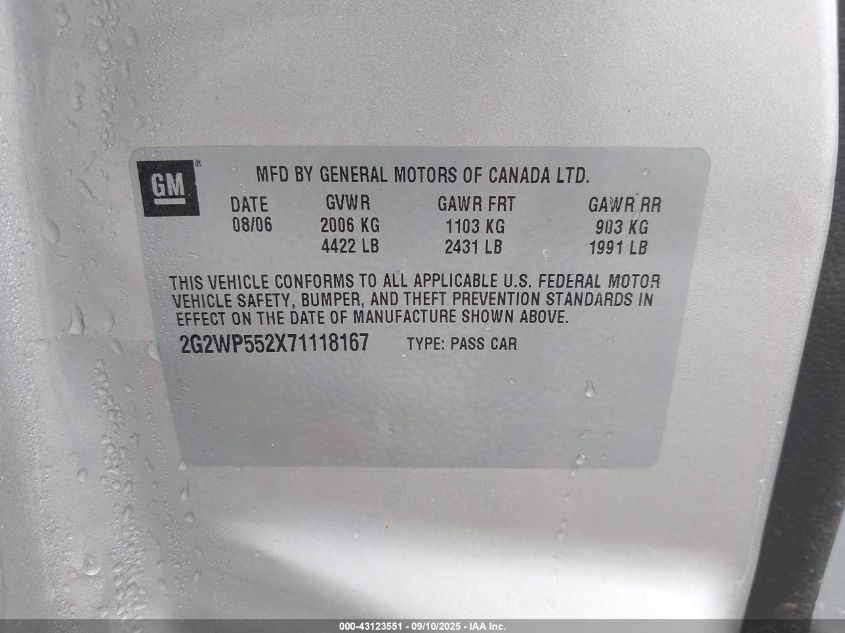 GM®
MFD BY GENERAL MOTORS OF CANADA LTD.
DATE GVWR GAWR FRT GAWR RR
08/06 2006 KG 1103 KG 903 KG
4422 LB 2431 LB 1991 LB
THIS VEHICLE CONFORMS TO ALL APPLICABLE U.S. FEDERAL MOTOR
VEHICLE SAFETY, BUMPER, AND THEFT PREVENTION STANDARDS IN
EFFECT ON THE DATE OF MANUFACTURE SHOWN ABOVE.
2G2WP552X71118167 TYPE: PASS CAR
000-43123551 - 09/10/2025 - IAA Inc.